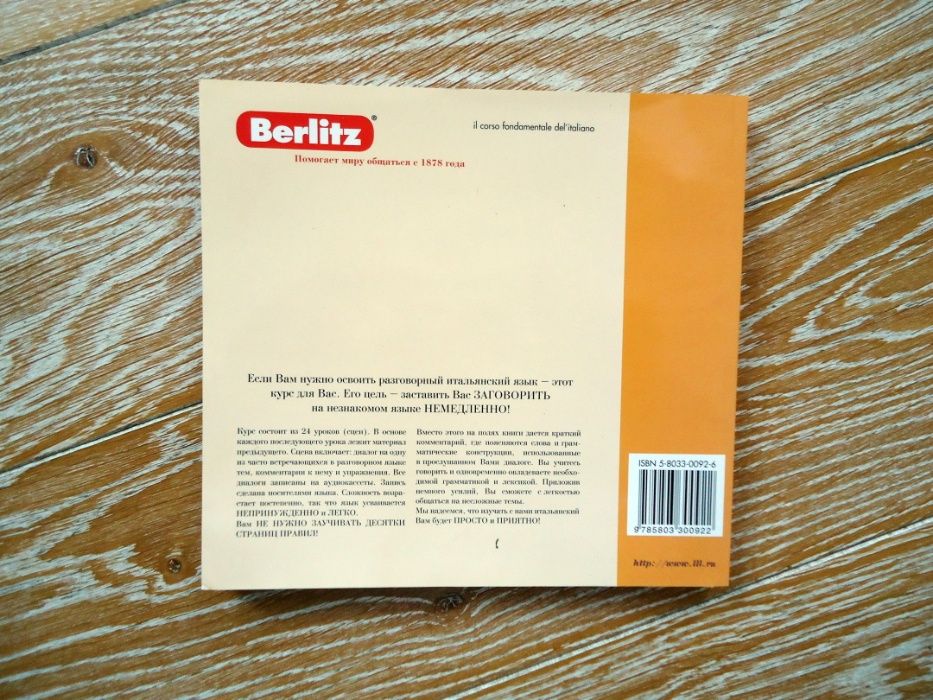 Berlitz®
il corso fondamentale del'italiano
Помогает миру общаться с 1878 года
Если Вам нужно освоить разговорный итальянский язык – этот
курс для Вас. Его цель – заставить Вас ЗАГОВОРИТЬ
на незнакомом языке НЕМЕДЛЕННО!
Курс состоит из 24 уроков (сцен). В основе
каждого последующего урока лежит материал
предыдущего. Сцена включает: диалог на одну
из часто встречающихся в разговорном языке
тем, комментарии к нему и упражнения. Все
диалоги записаны на аудиокассеты. Запись
сделана носителями языка. Сложность возра-
стает постепенно, так что язык усваивается
НЕПРИНУЖДЕННО и ЛЕГКО.
Вам НЕ НУЖНО ЗАУЧИВАТЬ ДЕСЯТКИ
СТРАНИЦ ПРАВИЛ!
Вместо этого на полях книги дается краткий
комментарий, где поясняются слова и грам-
матические конструкции, использованные
в прослушанном Вами диалоге. Вы учитесь
говорить и одновременно овладеваете необхо-
димой грамматикой и лексикой. Приложив
немного усилий, Вы сможете с легкостью
общаться на несложные темы.
Мы надеемся, что изучать с нами итальянский
Вам будет ПРОСТО и ПРИЯТНО!
ISBN 5-8033-0092-6
9785803300922
http://www.lll.ru